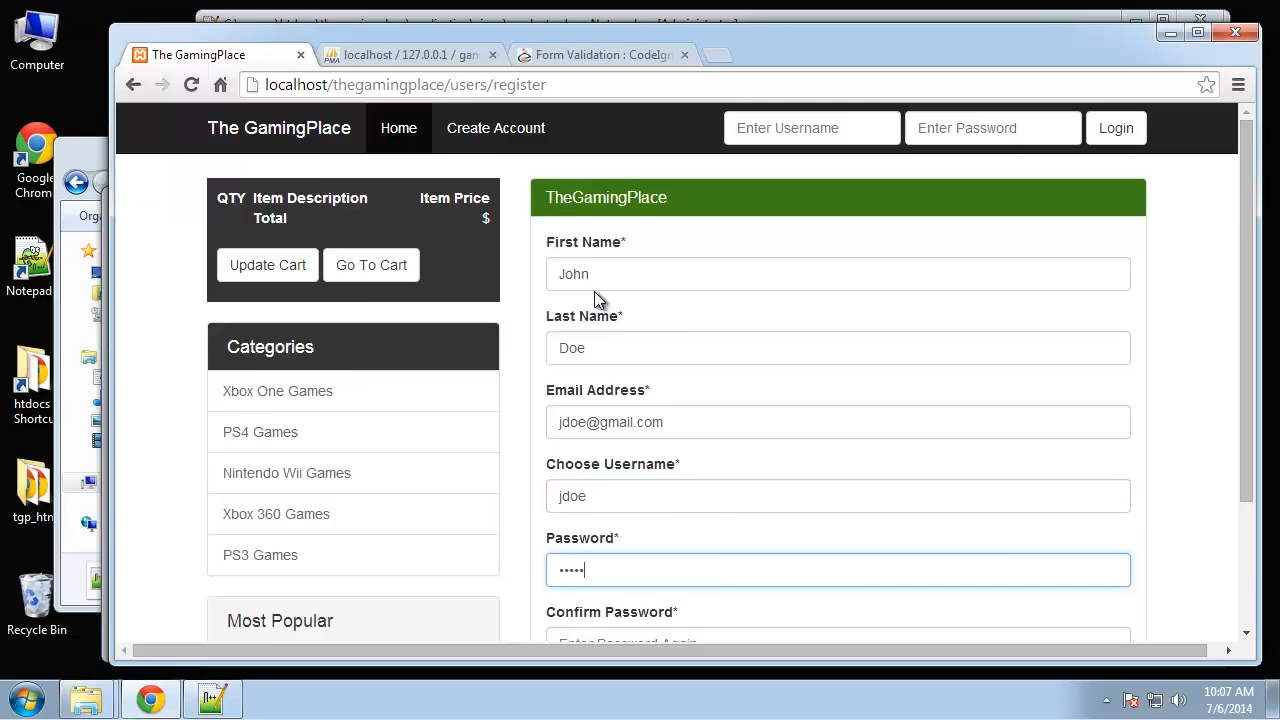 Computer
Google
Chrom
Notepad
htdocs
Shortcu
tgp_htn
Recycle Bin
Orga
The GamingPlace
localhost / 127.0.0.1 / gam
Form Validation : CodeIgn
localhost/thegamingplace/users/register
The GamingPlace
Home
Create Account
Enter Username
Enter Password
Login
QTY Item Description Item Price
Total $
Update Cart
Go To Cart
Categories
Xbox One Games
PS4 Games
Nintendo Wii Games
Xbox 360 Games
PS3 Games
Most Popular
TheGamingPlace
First Name*
John
Last Name*
Doe
Email Address*
jdoe@gmail.com
Choose Username*
jdoe
Password*
•••••
Confirm Password*
10:07 AM
7/6/2014